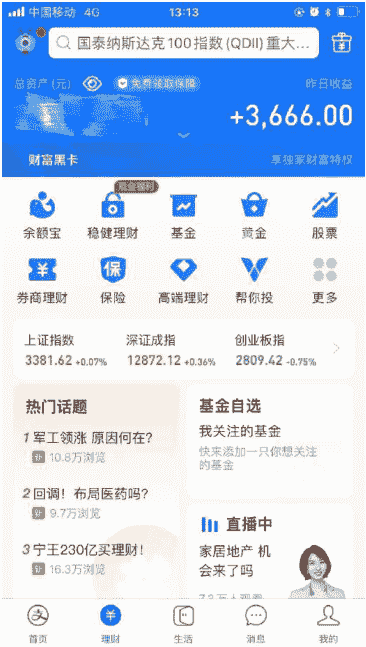 中国移动 4G 13:13
国泰纳斯达克100指数(QDII)重大...
总资产(元) 免费领取保障 昨日收益
+3,666.00
财富黑卡 享独家财富特权
余额宝 稳健理财 基金 黄金 股票
券商理财 保险 高端理财 帮你投 更多
上证指数 深证成指 创业板指
3381.62 +0.07% 12872.12 +0.36% 2809.42 -0.75%
热门话题
1 军工领涨 原因何在?
10.8万浏览
2 回调！布局医药吗?
9.7万浏览
3 宁王230亿买理财！
16.3万浏览
基金自选
我关注的基金
快来添加一只你想关注
的基金
直播中
家居地产 机
会来了吗
首页 理财 生活 消息 我的